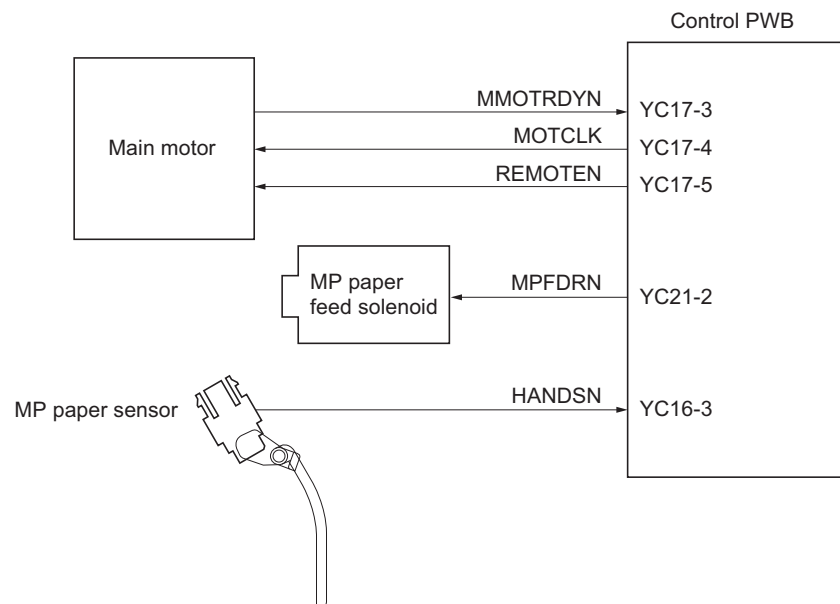 Control PWB
MMOTRDYN
YC17-3
Main motor
MOTCLK
YC17-4
REMOTEN
YC17-5
MP paper
feed solenoid
MPFDRN
YC21-2
MP paper sensor
HANDSN
YC16-3